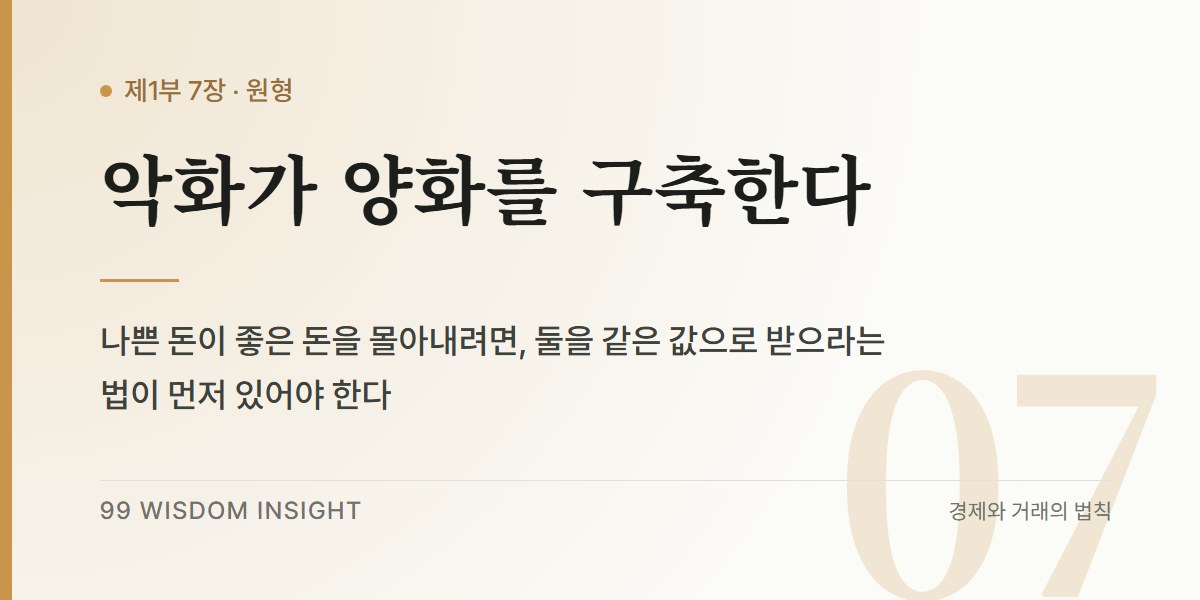 제1부 7장 · 원형
악화가 양화를 구축한다
나쁜 돈이 좋은 돈을 몰아내려면, 둘을 같은 값으로 받으라는
법이 먼저 있어야 한다
07
99 WISDOM INSIGHT
경제와 거래의 법칙